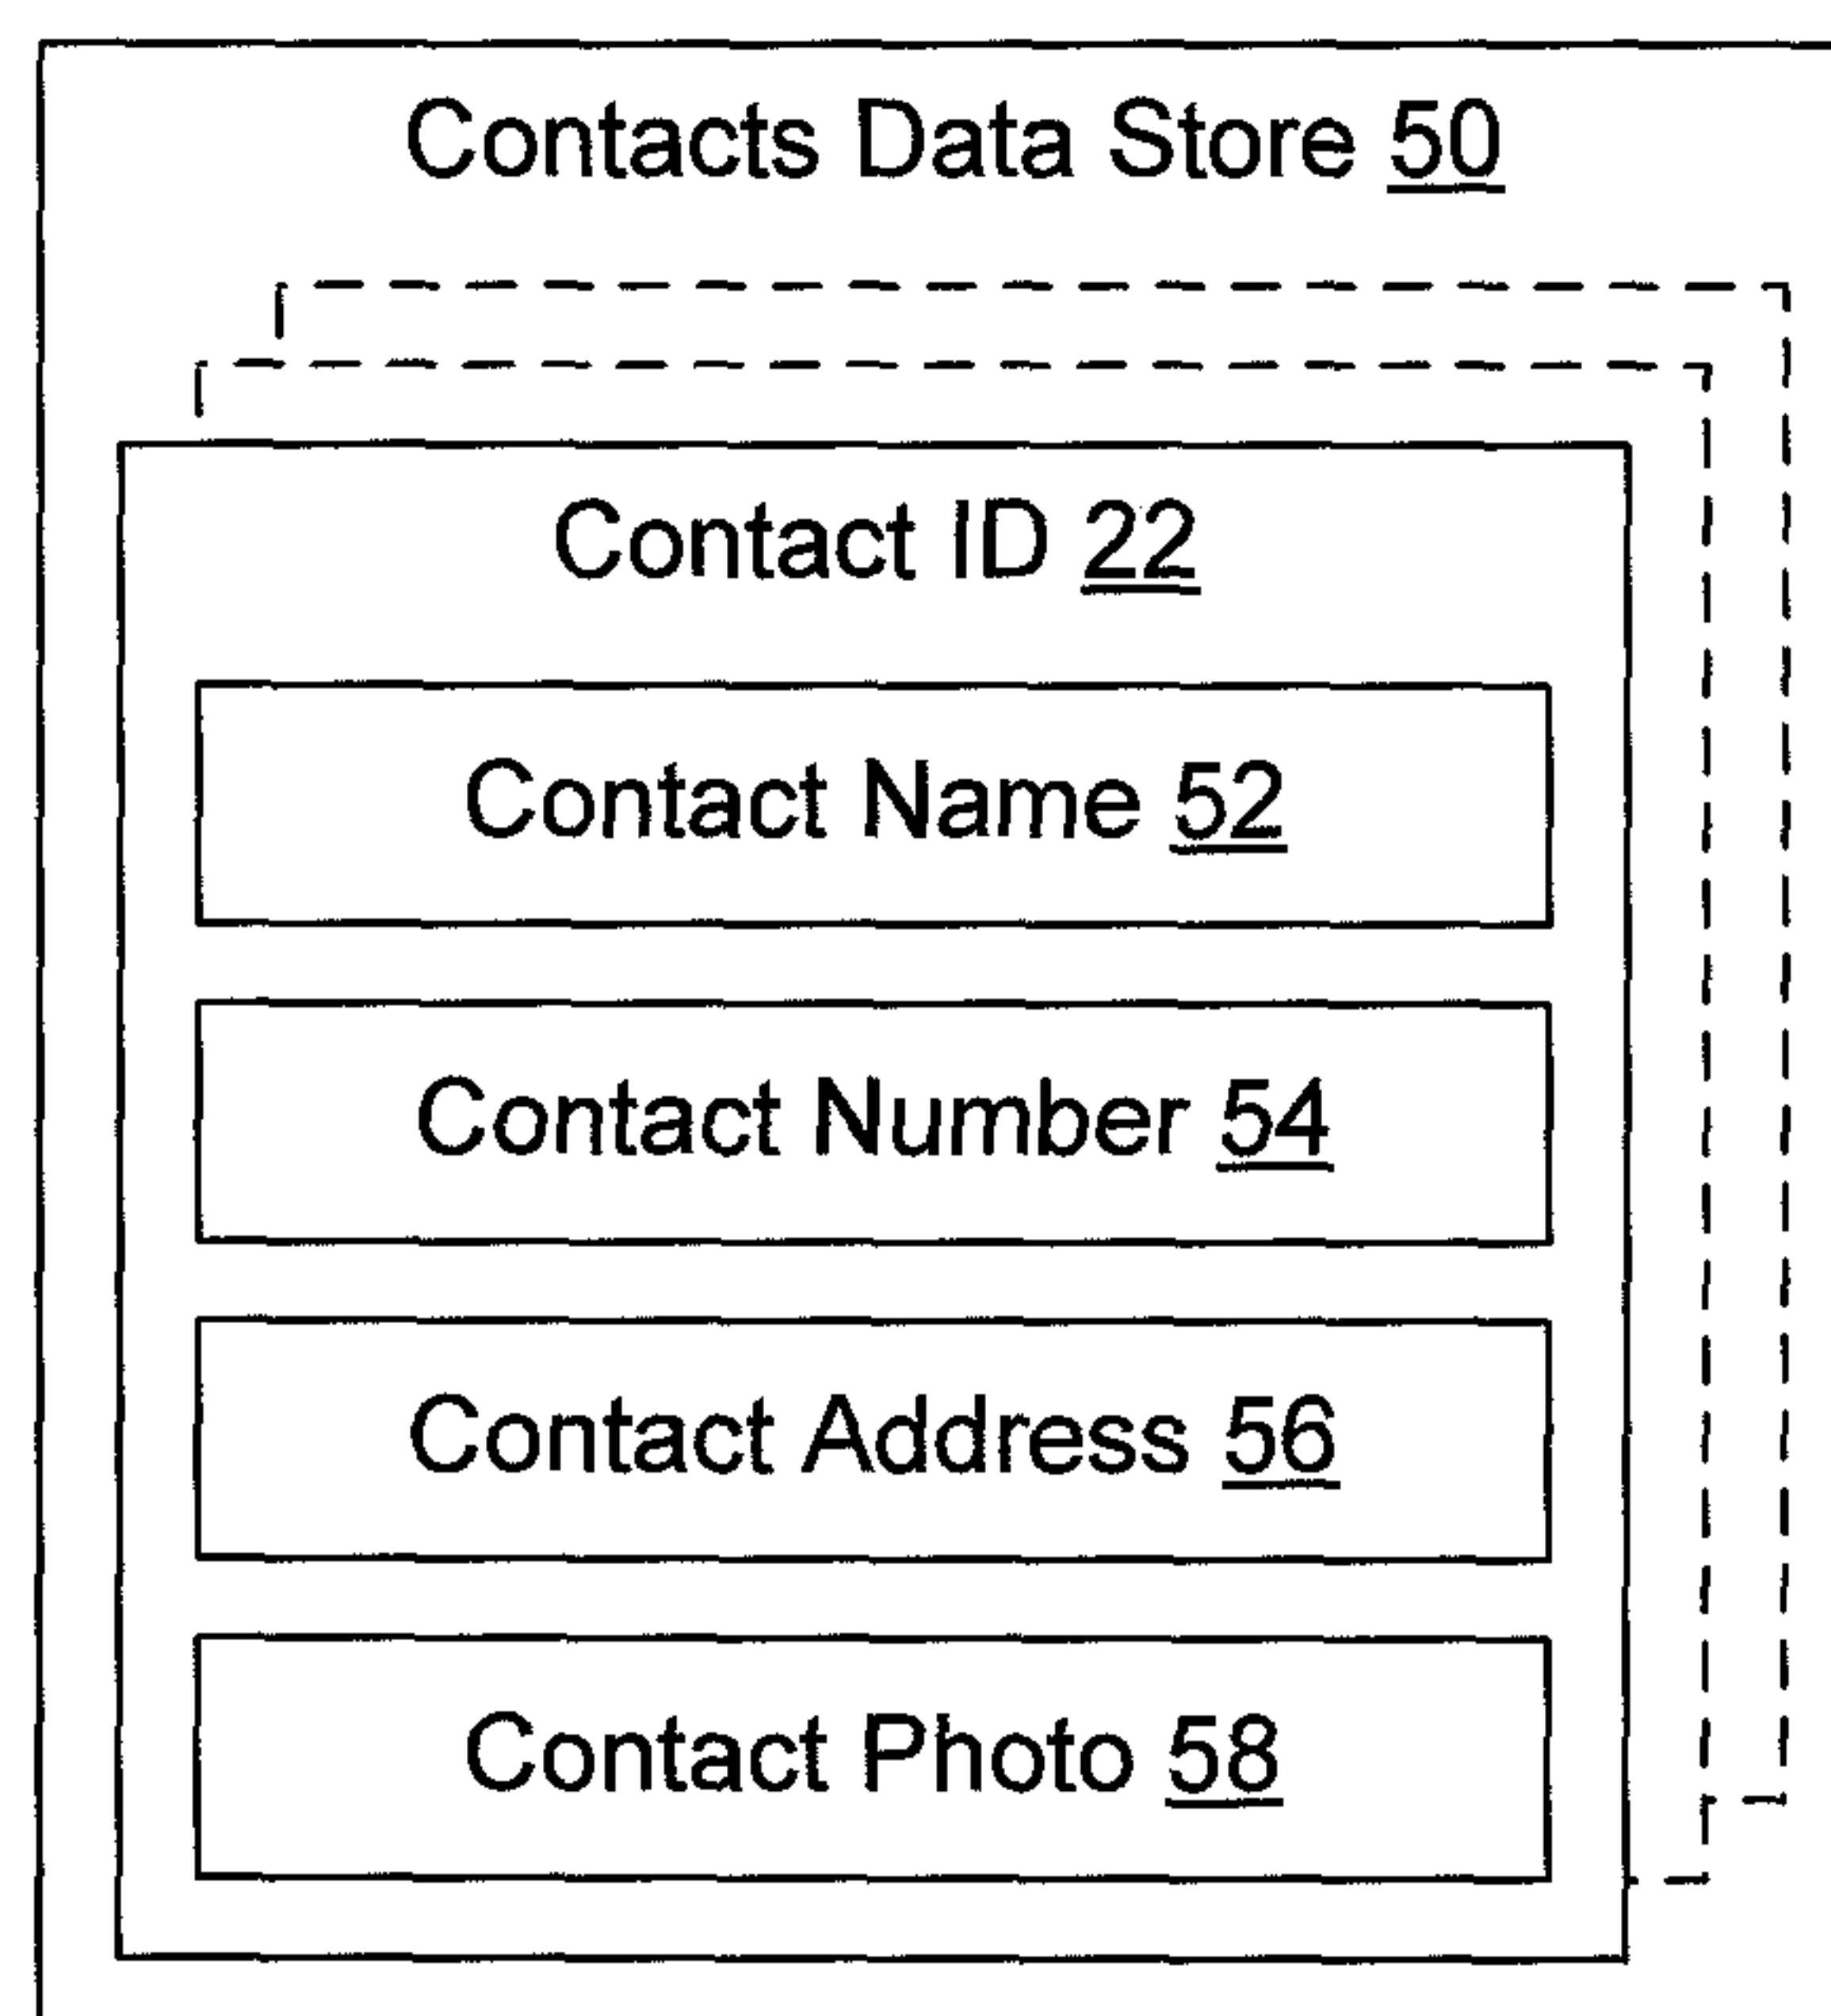 Contacts Data Store 50
Contact ID 22
Contact Name 52
Contact Number 54
Contact Address 56
Contact Photo 58